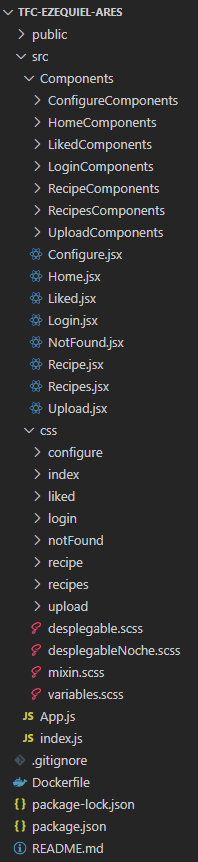 TFC-EZEQUIEL-ARES
public
src
Components
ConfigureComponents
HomeComponents
LikedComponents
LoginComponents
RecipeComponents
RecipesComponents
UploadComponents
Configure.jsx
Home.jsx
Liked.jsx
Login.jsx
NotFound.jsx
Recipe.jsx
Recipes.jsx
Upload.jsx
css
configure
index
liked
login
notFound
recipe
recipes
upload
desplegable.scss
desplegableNoche.scss
mixin.scss
variables.scss
JS App.js
JS index.js
.gitignore
Dockerfile
{} package-lock.json
{} package.json
README.md